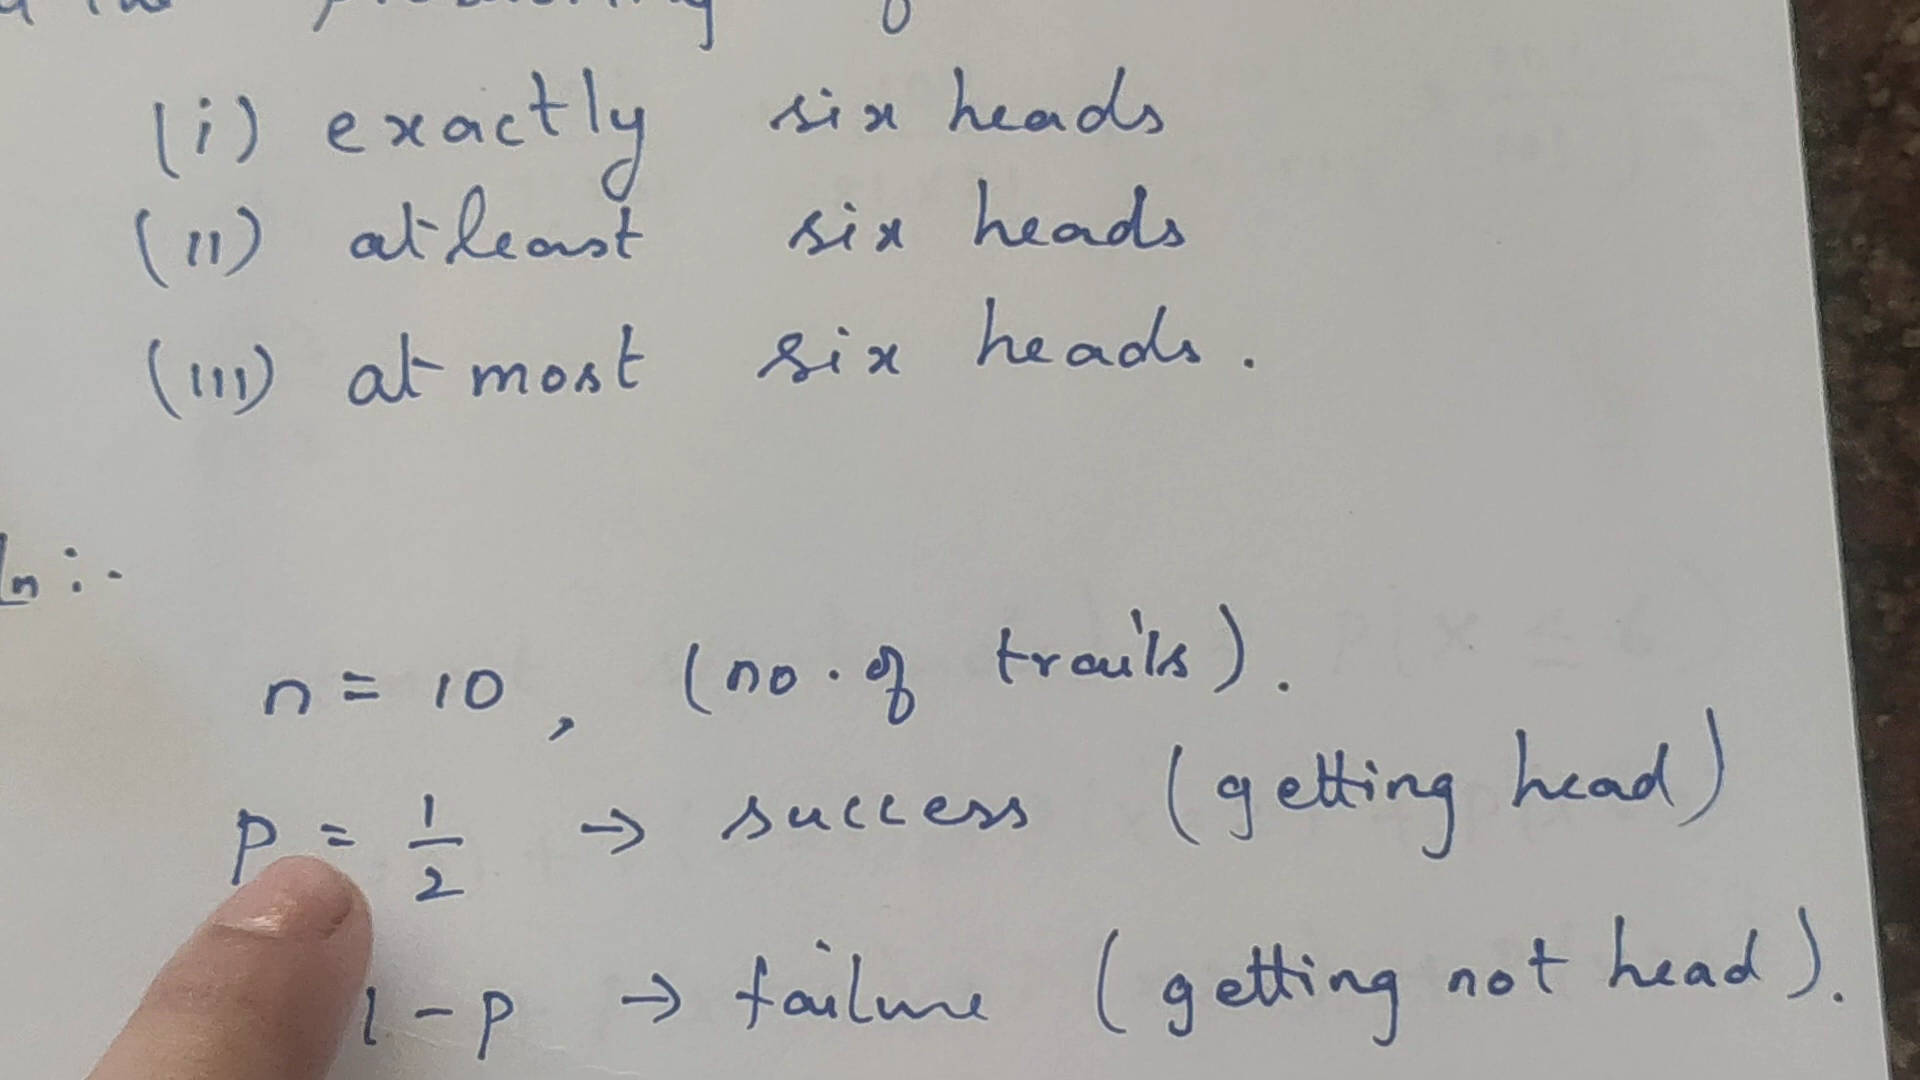 (i) exactly six heads
(ii) atleast six heads
(iii) at most six heads.
ln :-
n = 10, (no. of trails).
p = 1/2 → success (getting head)
1 - p → failure (getting not head).